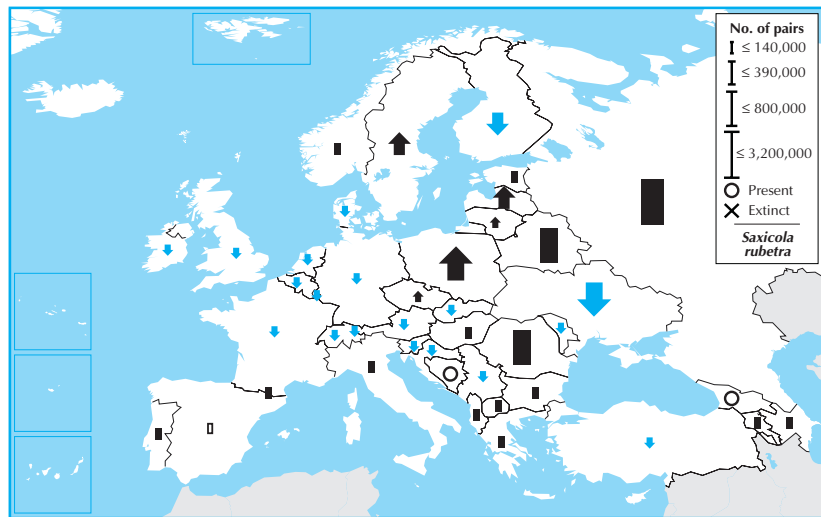 No. of pairs
≤ 140,000
≤ 390,000
≤ 800,000
≤ 3,200,000
Present
Extinct
Saxicola
rubetra